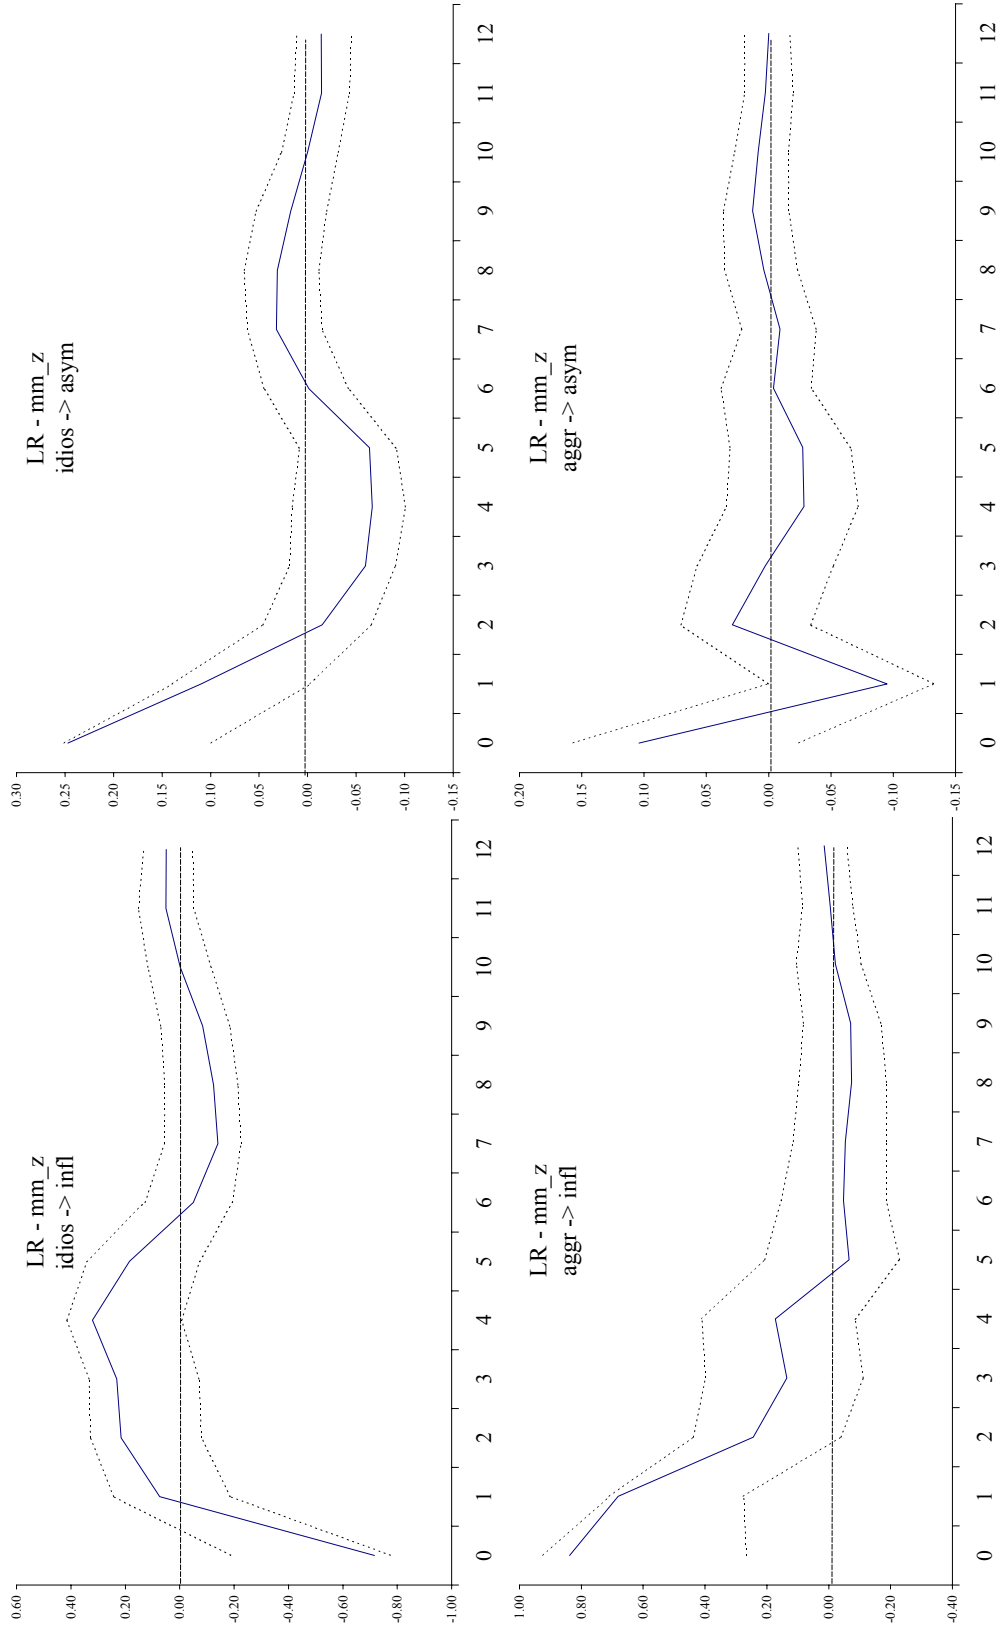 LR - mm_z
idios -> infl
0.60
0.40
0.20
0.00
-0.20
-0.40
-0.60
-0.80
-1.00
0 1 2 3 4 5 6 7 8 9 10 11 12
LR - mm_z
idios -> asym
0.30
0.25
0.20
0.15
0.10
0.05
0.00
-0.05
-0.10
-0.15
0 1 2 3 4 5 6 7 8 9 10 11 12
LR - mm_z
aggr -> infl
1.00
0.80
0.60
0.40
0.20
0.00
-0.20
-0.40
0 1 2 3 4 5 6 7 8 9 10 11 12
LR - mm_z
aggr -> asym
0.20
0.15
0.10
0.05
0.00
-0.05
-0.10
-0.15
0 1 2 3 4 5 6 7 8 9 10 11 12